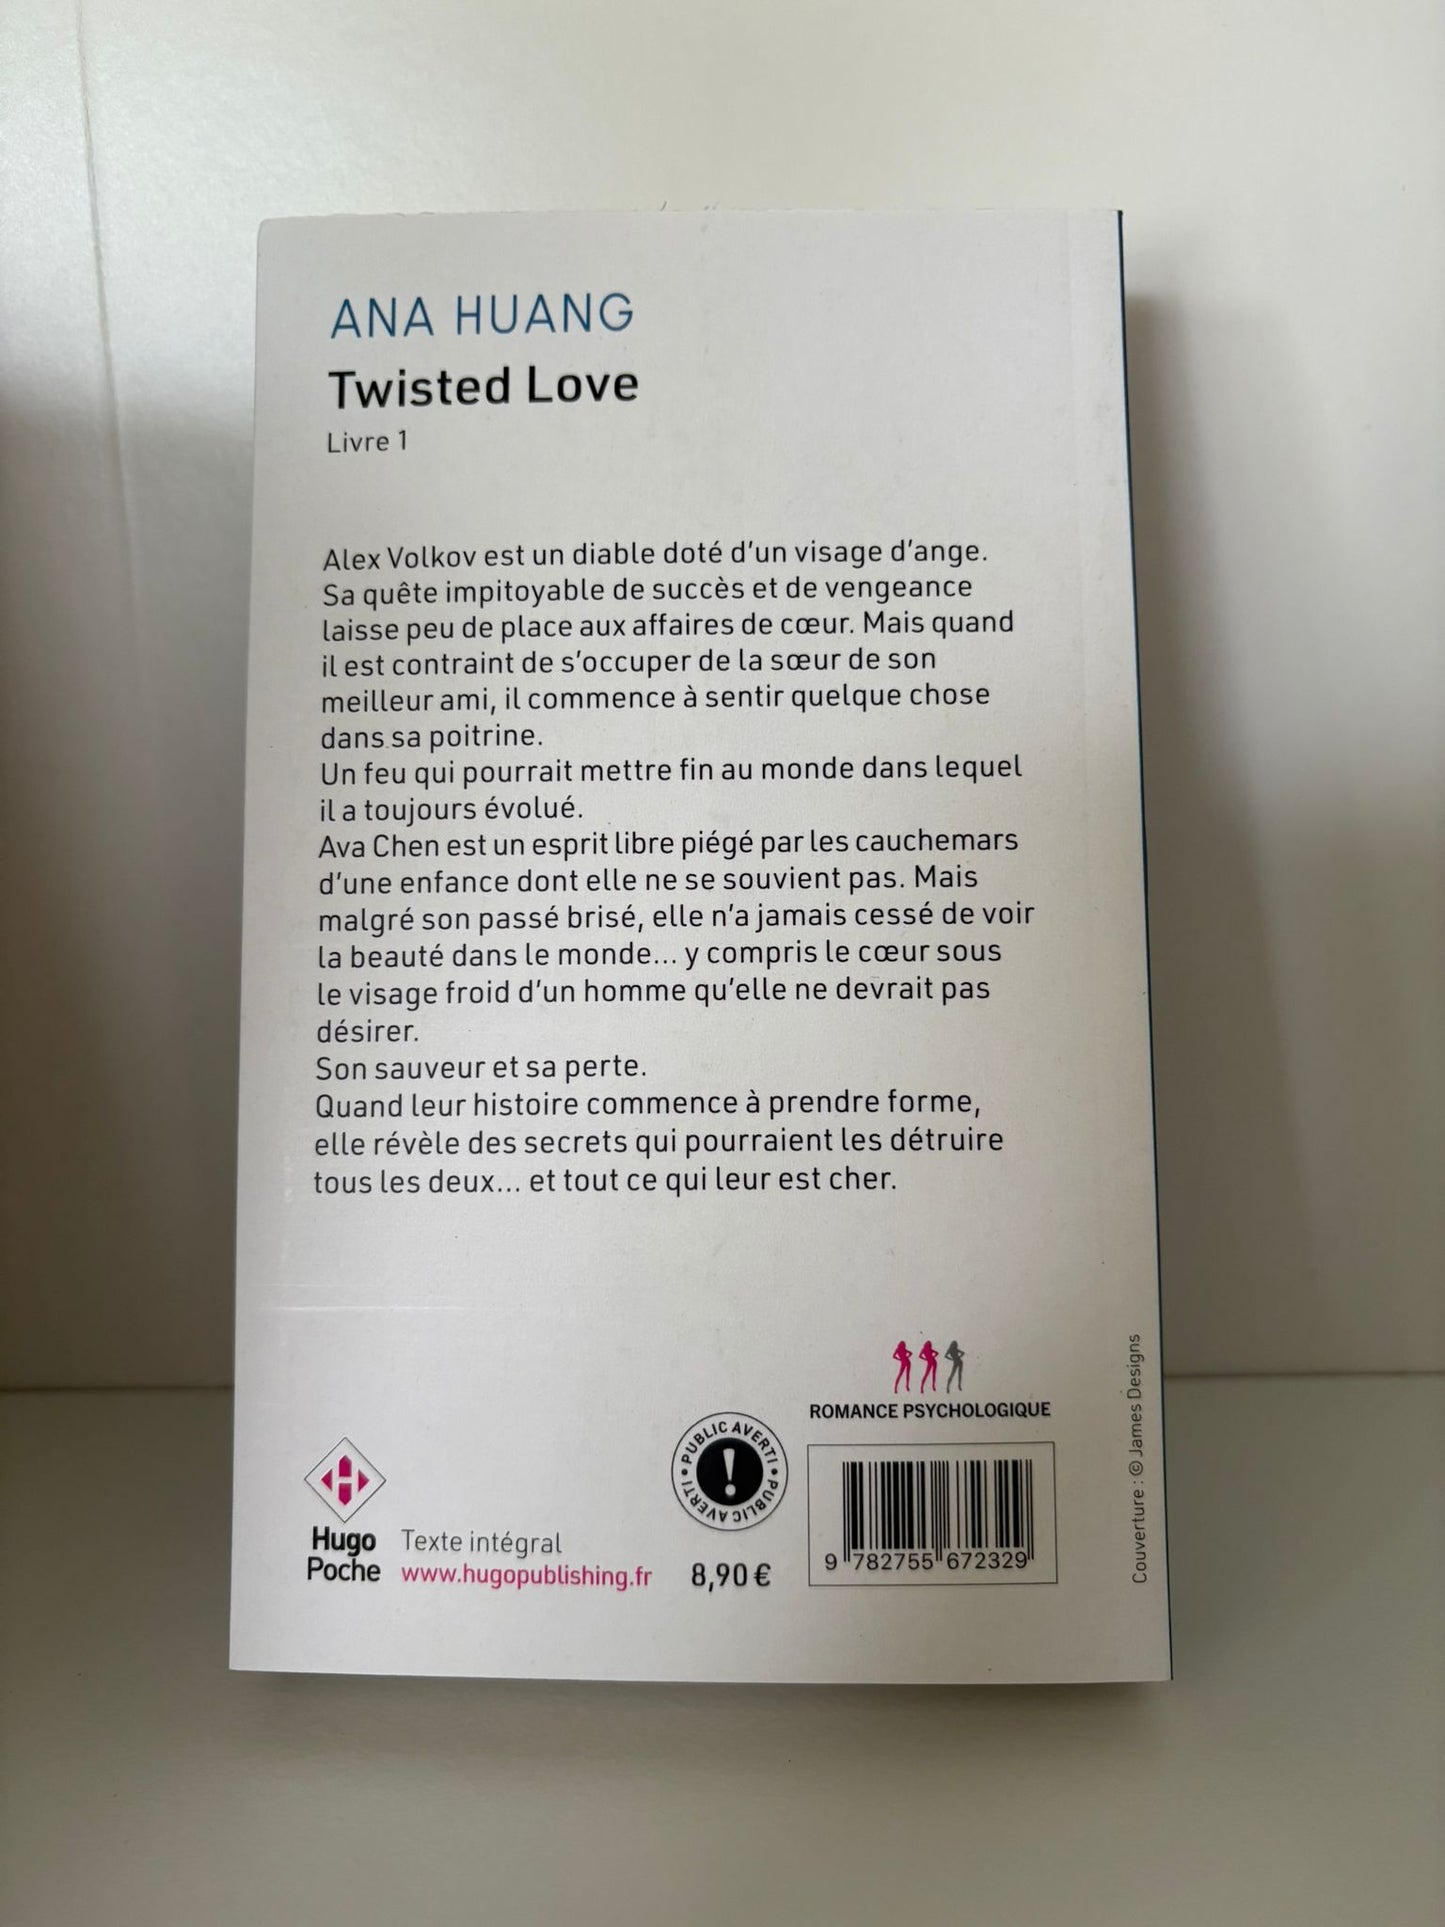 ANA HUANG
Twisted Love
Livre 1
Alex Volkov est un diable doté d'un visage d'ange.
Sa quête impitoyable de succès et de vengeance
laisse peu de place aux affaires de cœur. Mais quand
il est contraint de s'occuper de la sœur de son
meilleur ami, il commence à sentir quelque chose
dans sa poitrine.
Un feu qui pourrait mettre fin au monde dans lequel
il a toujours évolué.
Ava Chen est un esprit libre piégé par les cauchemars
d'une enfance dont elle ne se souvient pas. Mais
malgré son passé brisé, elle n'a jamais cessé de voir
la beauté dans le monde... y compris le cœur sous
le visage froid d'un homme qu'elle ne devrait pas
désirer.
Son sauveur et sa perte.
Quand leur histoire commence à prendre forme,
elle révèle des secrets qui pourraient les détruire
tous les deux... et tout ce qui leur est cher.
ROMANCE PSYCHOLOGIQUE
• PUBLIC AVERTI • PUBLIC AVERTI
!
Hugo
Poche
Texte intégral
www.hugopublishing.fr
8,90 €
9 782755 672329
Couverture : © James Designs